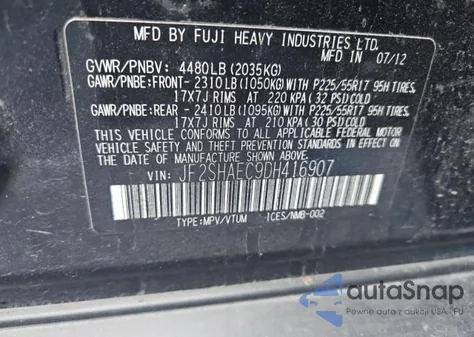 MFD BY FUJI HEAVY INDUSTRIES LTD.
IN 07/12
GVWR/PNBV: 4480LB(2035KG)
GAWR/PNBE:FRONT-2310LB(1050KG) WITH P225/55R17 95H TIRES,
17X7J RIMS AT 220 KPA(32 PSI)COLD
GAWR/PNBE:REAR -2410LB(1095KG) WITH P225/55R17 95H TIRES,
17X7J RIMS AT 210 KPA(30 PSI)COLD
THIS VEHICLE CONFORMS TO ALL APPLICABLE FEDERAL MOTOR
VEHICLE SAFETY AND THEFT PREVENTION STANDARDS IN EFFECT
ON THE DATE OF MANUFACTURE SHOWN ABOVE.
VIN: JF2SHAEC9DH416907
TYPE:MPV/VTUM ICES/NMB-002
autoSnap
Pewne auta z USA i EU